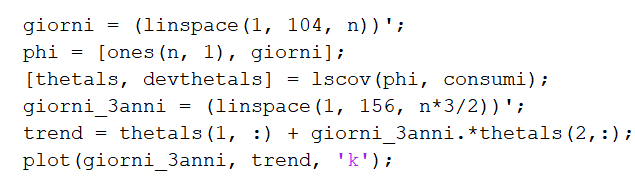 giorni = (linspace(1, 104, n))';
phi = [ones(n, 1), giorni];
[thetals, devthetals] = lscov(phi, consumi);
giorni_3anni = (linspace(1, 156, n*3/2))';
trend = thetals(1, :) + giorni_3anni.*thetals(2,:);
plot(giorni_3anni, trend, 'k');